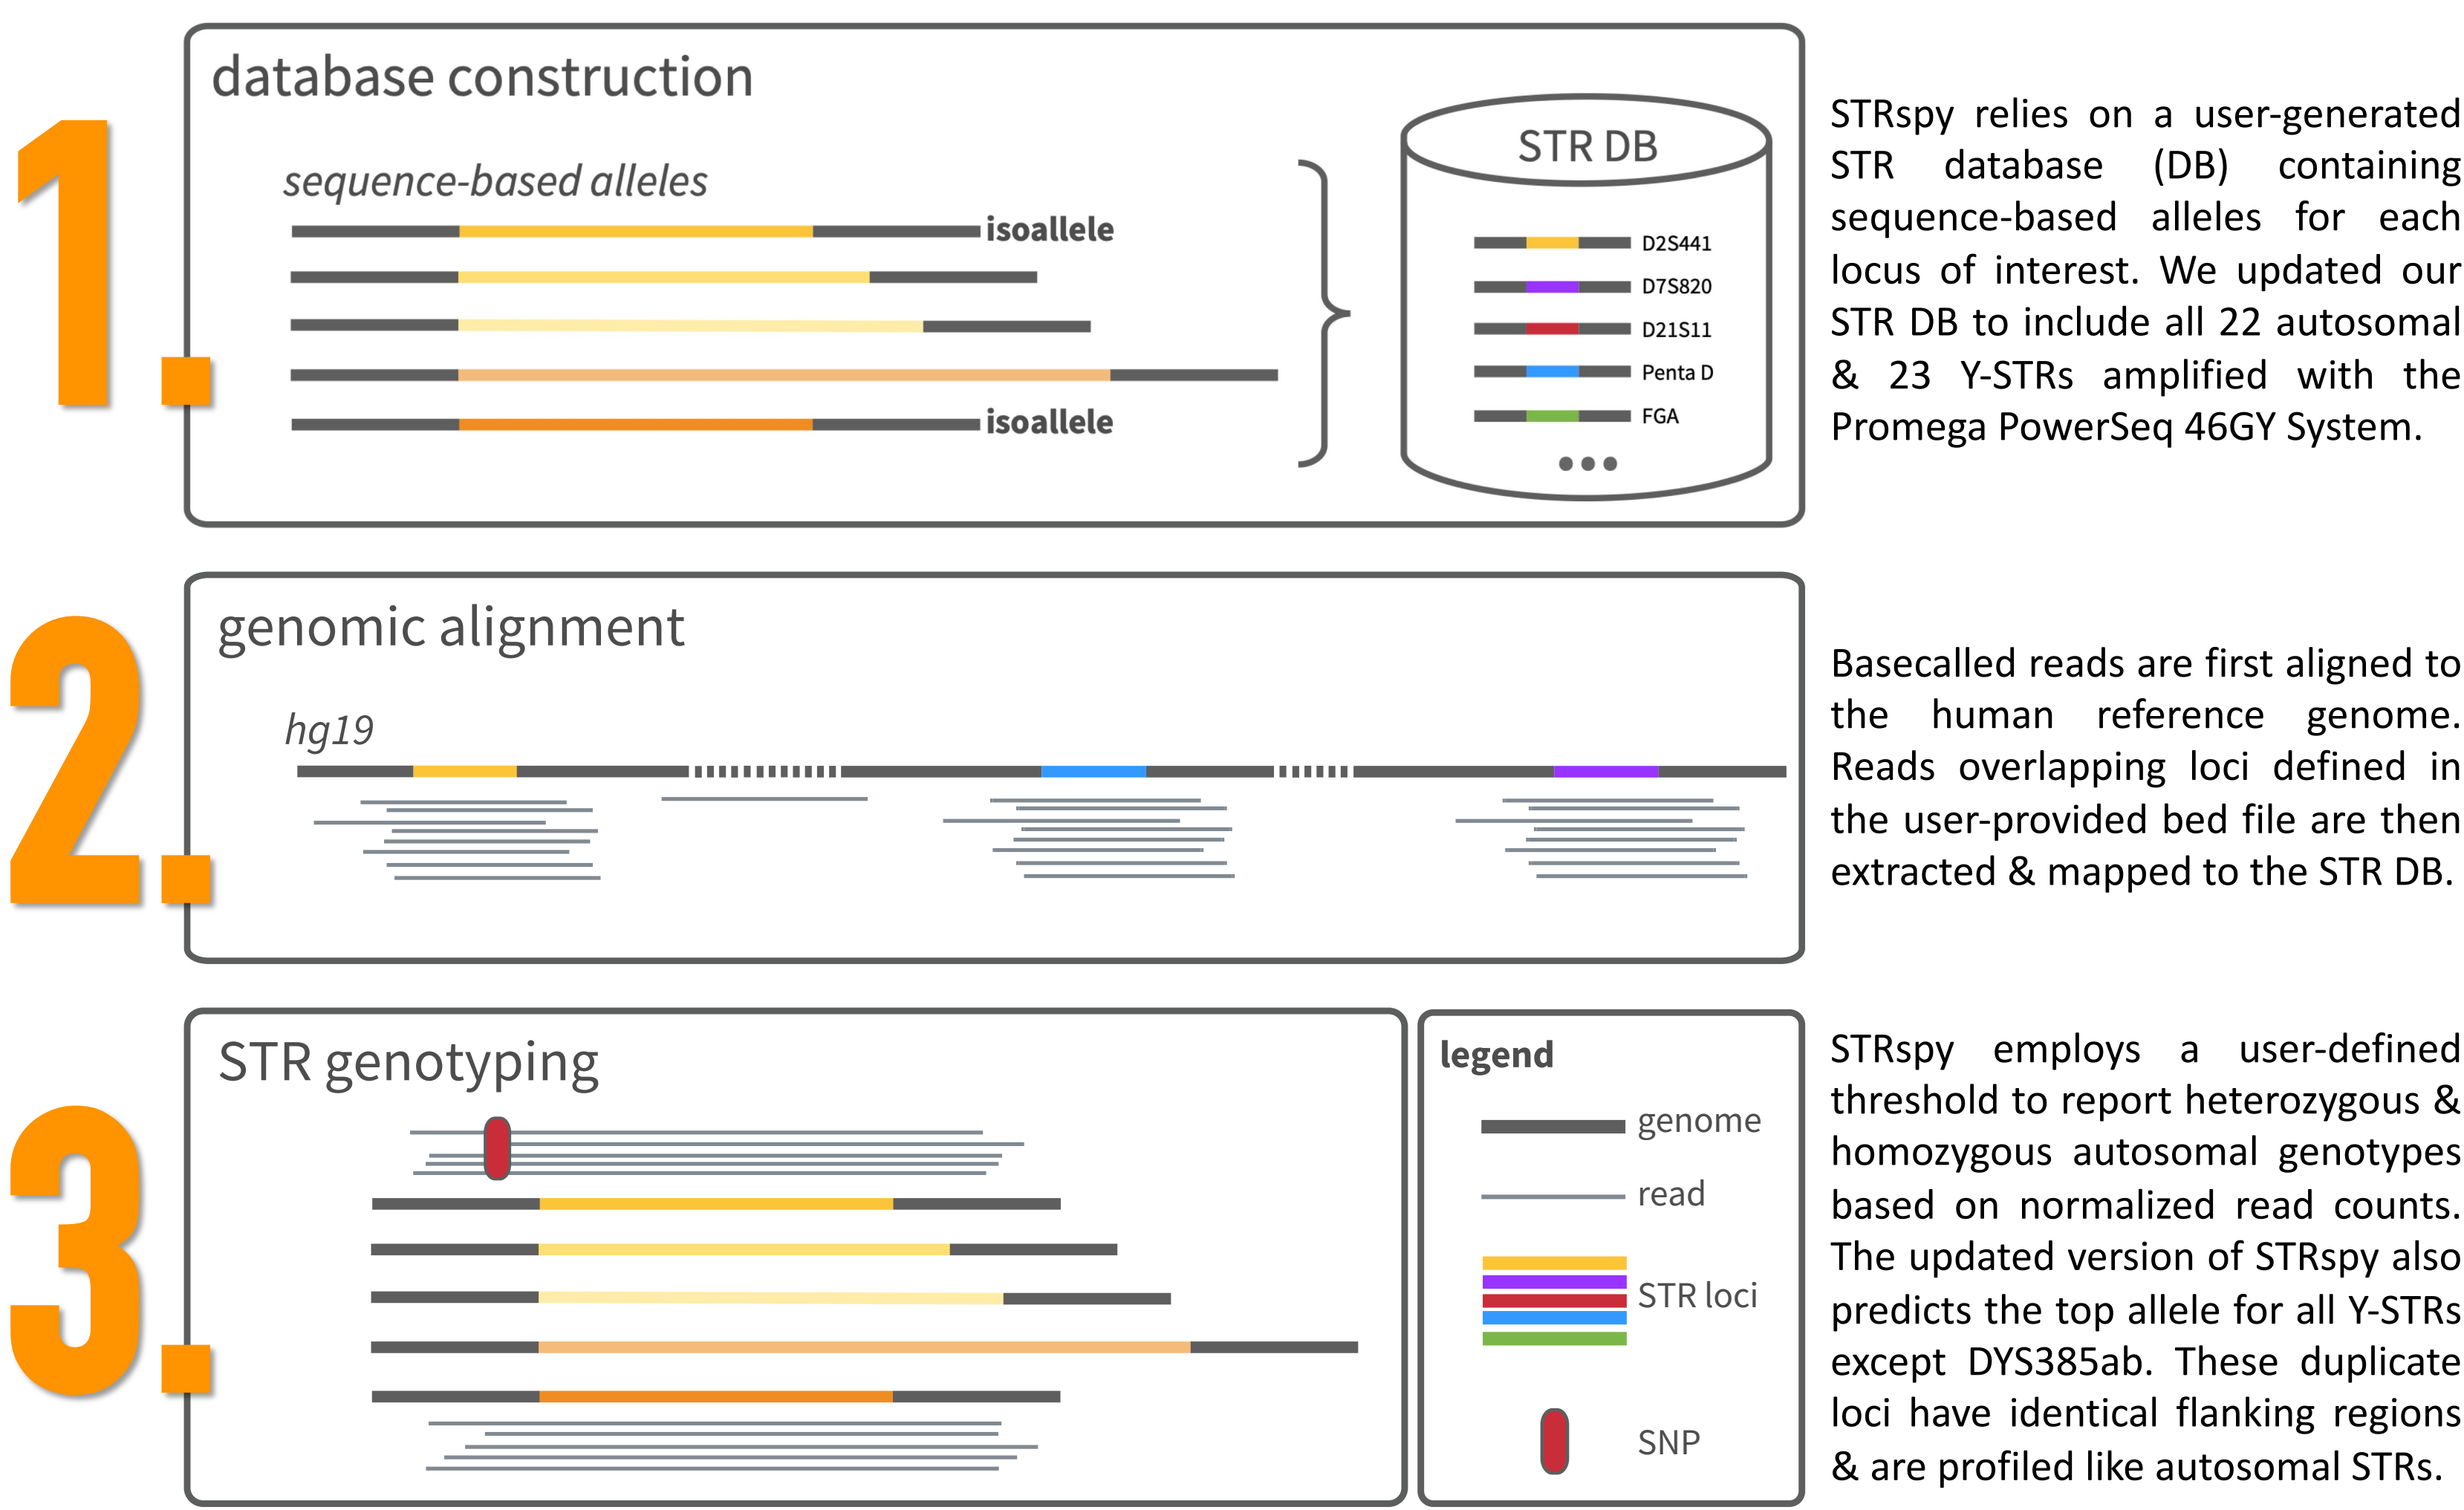 1.
database construction
sequence-based alleles
isoallele
isoallele
STR DB
D2S441
D7S820
D21S11
Penta D
FGA
...
STRspy relies on a user-generated
STR database (DB) containing
sequence-based alleles for each
locus of interest. We updated our
STR DB to include all 22 autosomal
& 23 Y-STRs amplified with the
Promega PowerSeq 46GY System.
2.
genomic alignment
hg19
Basecalled reads are first aligned to
the human reference genome.
Reads overlapping loci defined in
the user-provided bed file are then
extracted & mapped to the STR DB.
3.
STR genotyping
legend
genome
read
STR loci
SNP
STRspy employs a user-defined
threshold to report heterozygous &
homozygous autosomal genotypes
based on normalized read counts.
The updated version of STRspy also
predicts the top allele for all Y-STRs
except DYS385ab. These duplicate
loci have identical flanking regions
& are profiled like autosomal STRs.